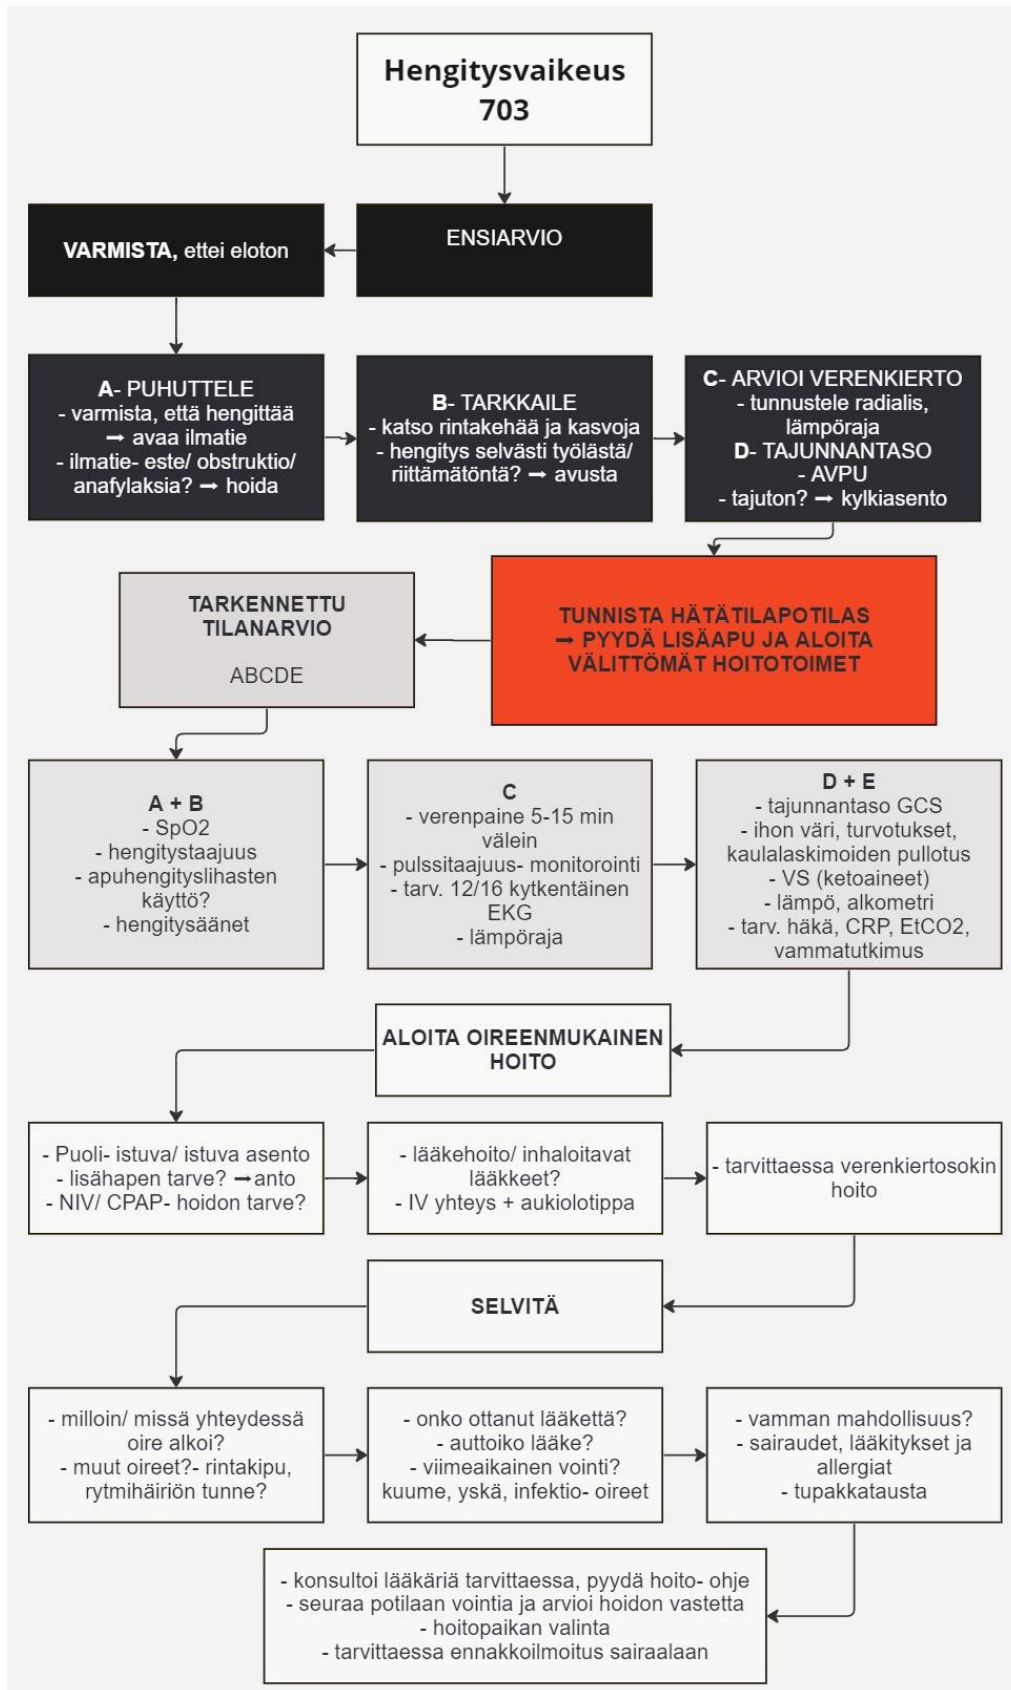 Hengitysvaikeus
703
ENSIARVIO
VARMISTA, ettei eloton
A- PUHUTTELE
- varmista, että hengittää
➞ avaa ilmatie
- ilmatie- este/ obstruktio/
anafylaksia? ➞ hoida
B- TARKKAILE
- katso rintakehää ja kasvoja
- hengitys selvästi työlästä/
riittämätöntä? ➞ avusta
C- ARVIOI VERENKIERTO
- tunnustele radialis,
lämpöraja
D- TAJUNNANTASO
- AVPU
- tajuton? ➞ kylkiasento
TUNNISTA HÄTÄTILAPOTILAS
➞ PYYDÄ LISÄAPU JA ALOITA
VÄLITTÖMÄT HOITOTOIMET
TARKENNETTU
TILANARVIO
ABCDE
A + B
- SpO2
- hengitystaajuus
- apuhengityslihasten
käyttö?
- hengitysäänet
C
- verenpaine 5-15 min
välein
- pulssitaajuus- monitorointi
- tarv. 12/16 kytkentäinen
EKG
- lämpöraja
D + E
- tajunnantaso GCS
- ihon väri, turvotukset,
kaulalaskimoiden pullotus
- VS (ketoaineet)
- lämpö, alkometri
- tarv. häkä, CRP, EtCO2,
vammatutkimus
ALOITA OIREENMUKAINEN
HOITO
- Puoli- istuva/ istuva asento
- lisähapen tarve? ➞ anto
- NIV/ CPAP- hoidon tarve?
- lääkehoito/ inhaloitavat
lääkkeet?
- IV yhteys + aukiolotippa
- tarvittaessa verenkiertosokin
hoito
SELVITÄ
- milloin/ missä yhteydessä
oire alkoi?
- muut oireet?- rintakipu,
rytmihäiriön tunne?
- onko ottanut lääkettä?
- auttoiko lääke?
- viimeaikainen vointi?
kuume, yskä, infektio- oireet
- vamman mahdollisuus?
- sairaudet, lääkitykset ja
allergiat
- tupakkatausta
- konsultoi lääkäriä tarvittaessa, pyydä hoito- ohje
- seuraa potilaan vointia ja arvioi hoidon vastetta
- hoitopaikan valinta
- tarvittaessa ennakkoilmoitus sairaalaan